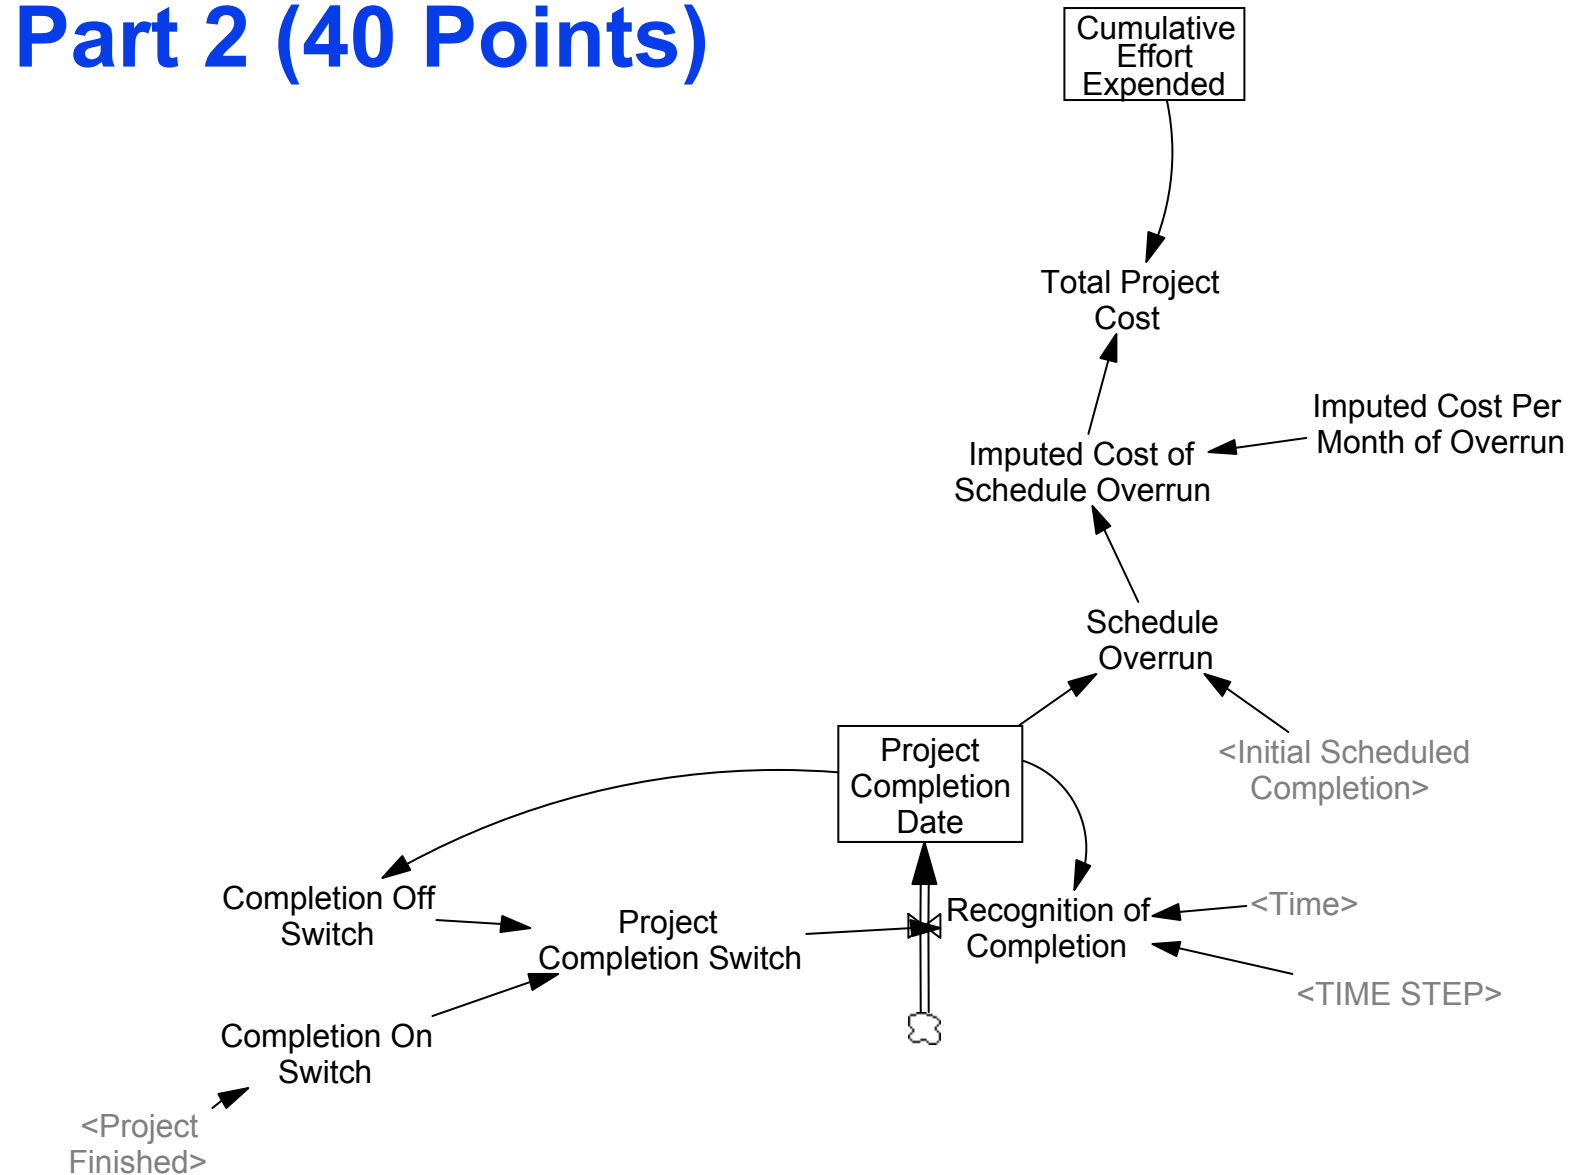 Part 2 (40 Points)
Cumulative
Effort
Expended
Total Project
Cost
Imputed Cost Per
Month of Overrun
Imputed Cost of
Schedule Overrun
Schedule
Overrun
Project
Completion
Date
<Initial Scheduled
Completion>
Completion Off
Switch
Project
Completion Switch
Recognition of
Completion
<Time>
<TIME STEP>
Completion On
Switch
<Project
Finished>